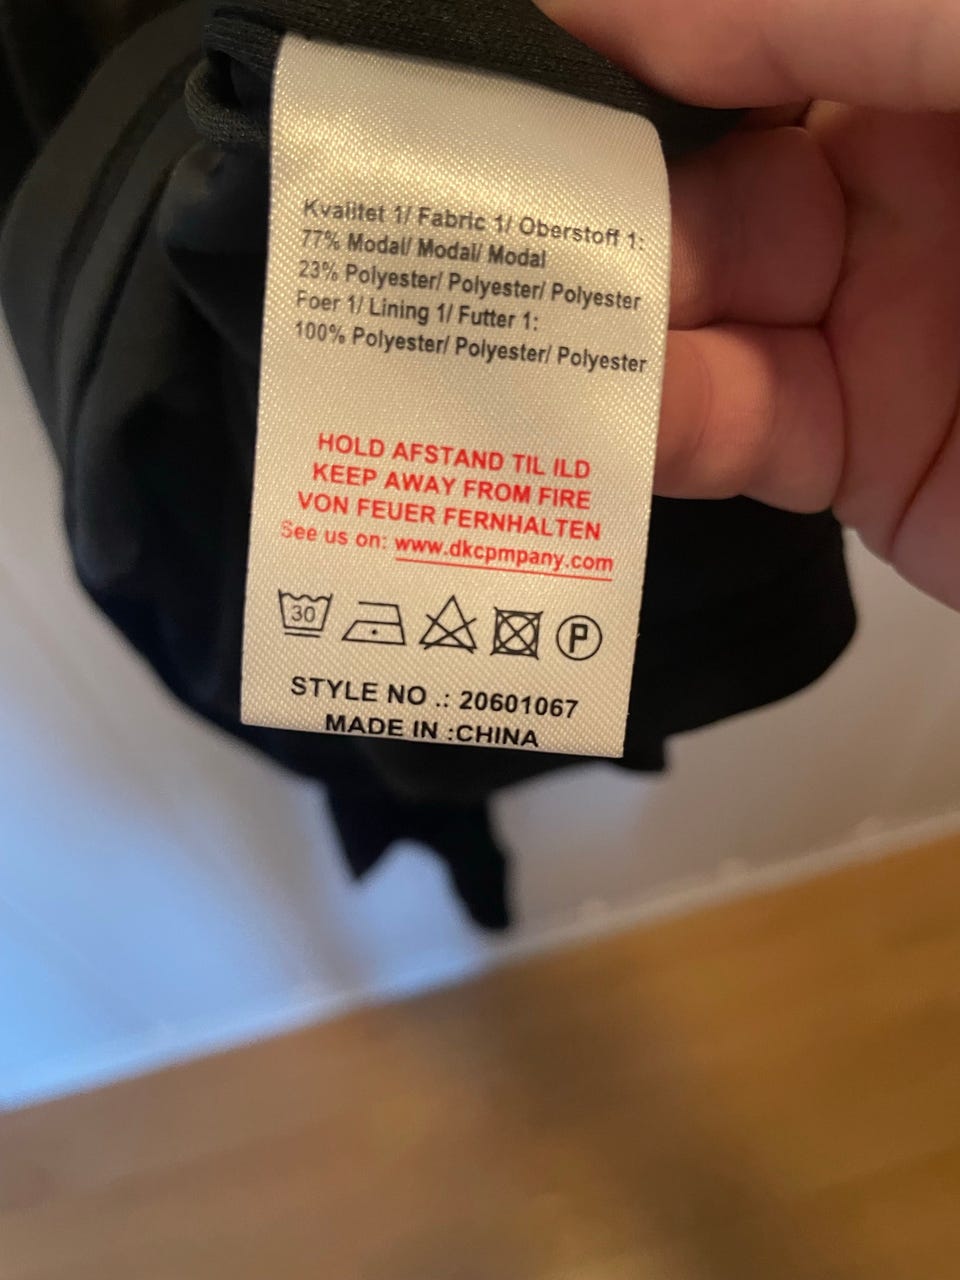 Kvalitet 1/ Fabric 1/ Oberstoff 1:
77% Modal/ Modal/ Modal
23% Polyester/ Polyester/ Polyester
Foer 1/ Lining 1/ Futter 1:
100% Polyester/ Polyester/ Polyester
HOLD AFSTAND TIL ILD
KEEP AWAY FROM FIRE
VON FEUER FERNHALTEN
See us on: www.dkcpmpany.com
30 P
STYLE NO .: 20601067
MADE IN :CHINA